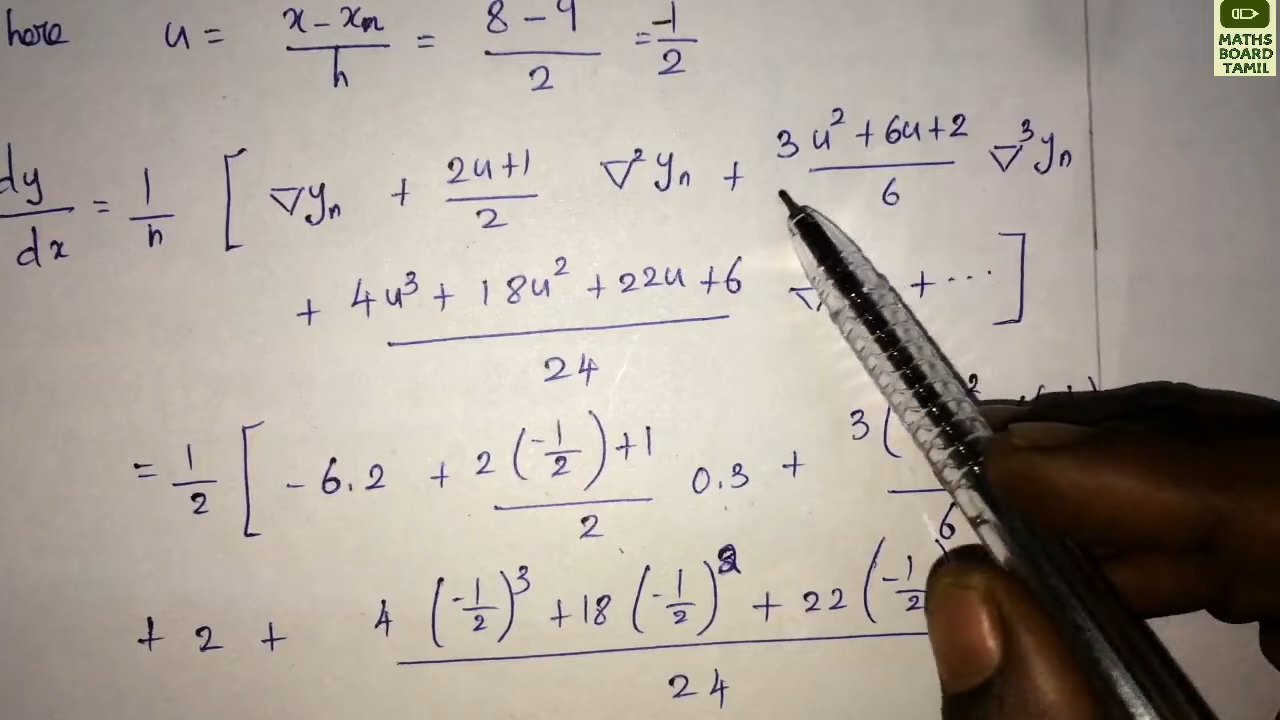 MATHS
BOARD
TAMIL
here u = x - xn / h = 8 - 9 / 2 = -1 / 2
dy / dx = 1 / h [ ∇yn + 2u+1 / 2 ∇² yn + 3u² + 6u + 2 / 6 ∇³yn
+ 4u³ + 18u² + 22u + 6 / 24 + ... ]
= 1 / 2 [ - 6.2 + 2 (-1/2) + 1 / 2 0.3 + 3 ( / 6
+ 2 + 4 (-1/2)³ + 18 (-1/2)² + 22 (-1/2) / 24